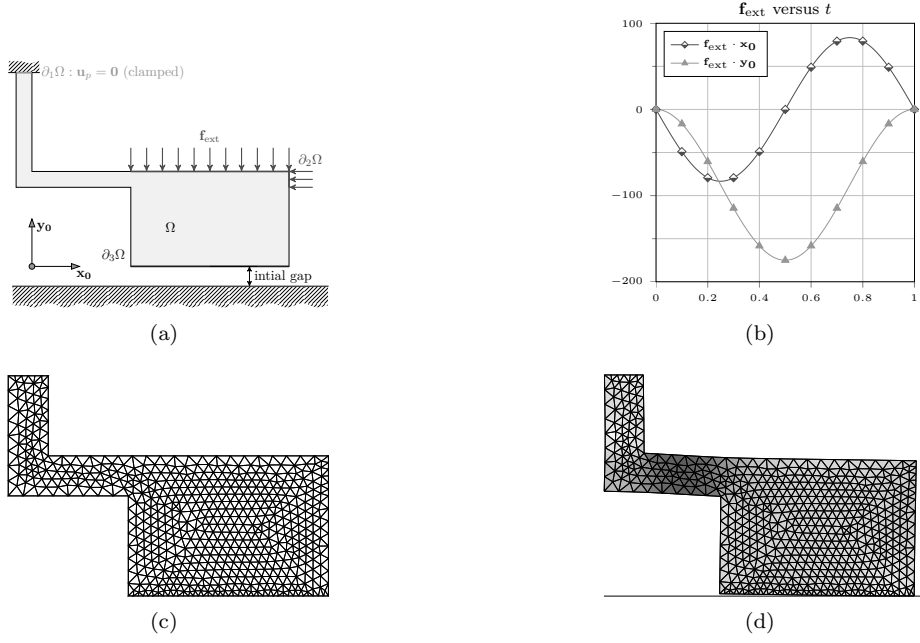 ∂₁Ω : u_p = 0 (clamped)
f_ext
∂₂Ω
Ω
y₀
∂₃Ω
x₀
intial gap
(a)
f_ext versus t
100
f_ext · x₀
f_ext · y₀
0
−100
−200
0 0.2 0.4 0.6 0.8 1
(b)
(c)
(d)